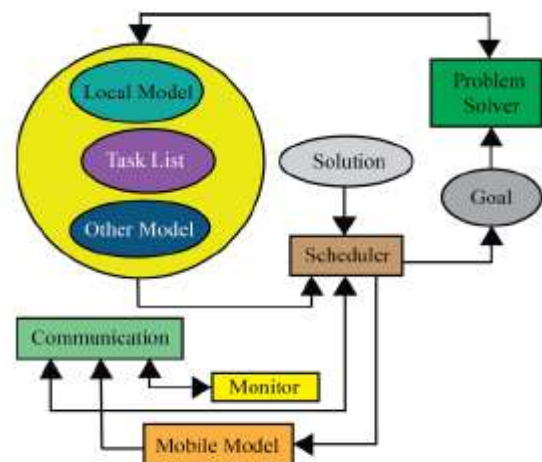 Local Model
Problem
Solver
Task List
Solution
Goal
Other Model
Scheduler
Communication
Monitor
Mobile Model